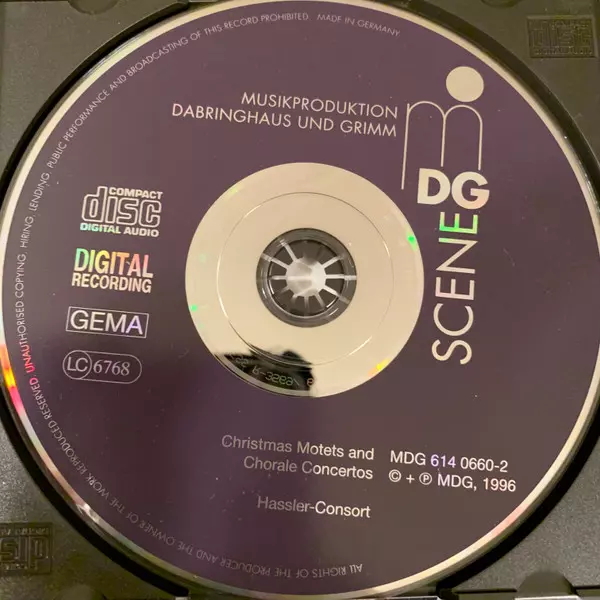 ALL RIGHTS OF THE PRODUCER AND THE OWNER OF THE WORK REPRODUCED RESERVED. UNAUTHORISED COPYING, HIRING, LENDING, PUBLIC PERFORMANCE AND BROADCASTING OF THIS RECORD PROHIBITED. MADE IN GERMANY
MUSIKPRODUKTION
DABRINGHAUS UND GRIMM
DG
SCENE
COMPACT
disc
DIGITAL AUDIO
DIGITAL
RECORDING
GEMA
LC 6768
Christmas Motets and
Chorale Concertos
MDG 614 0660-2
© + ℗ MDG, 1996
Hassler-Consort